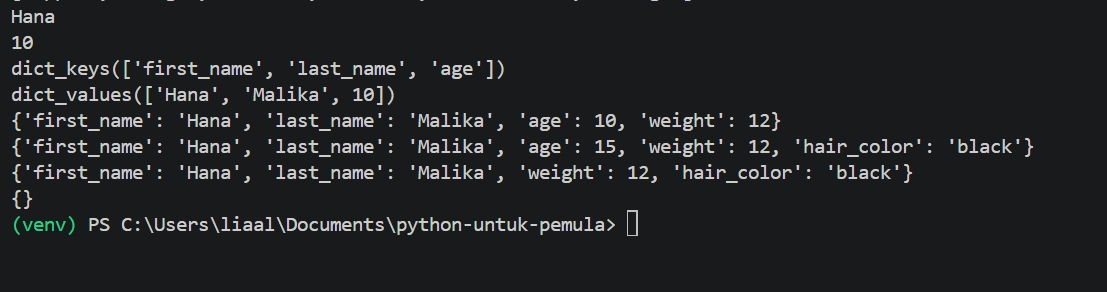 Hana
10
dict_keys(['first_name', 'last_name', 'age'])
dict_values(['Hana', 'Malika', 10])
{'first_name': 'Hana', 'last_name': 'Malika', 'age': 10, 'weight': 12}
{'first_name': 'Hana', 'last_name': 'Malika', 'age': 15, 'weight': 12, 'hair_color': 'black'}
{'first_name': 'Hana', 'last_name': 'Malika', 'weight': 12, 'hair_color': 'black'}
{}
(venv) PS C:\Users\liaal\Documents\python-untuk-pemula>